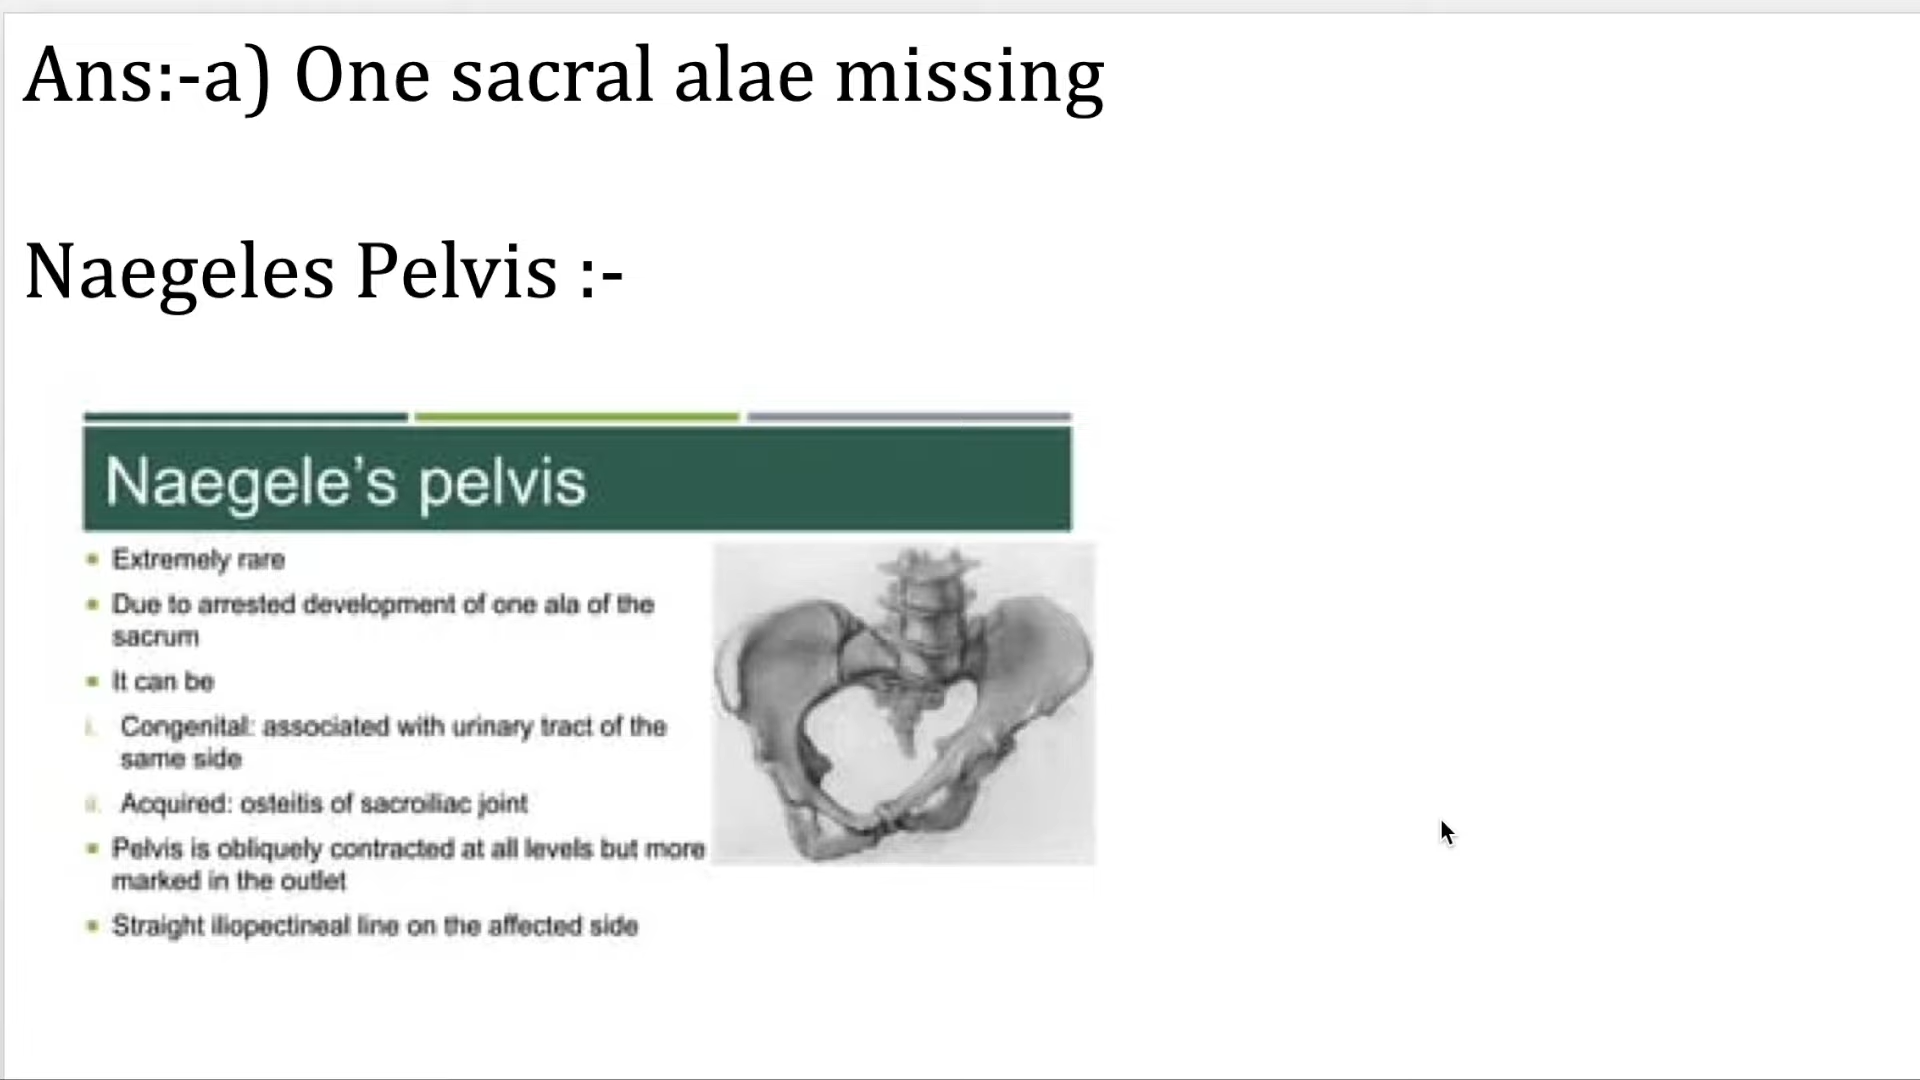 Ans:-a) One sacral alae missing
Naegeles Pelvis :-
Naegele's pelvis
Extremely rare
Due to arrested development of one ala of the
sacrum
It can be
i. Congenital: associated with urinary tract of the
same side
ii. Acquired: osteitis of sacroiliac joint
Pelvis is obliquely contracted at all levels but more
marked in the outlet
Straight iliopectineal line on the affected side